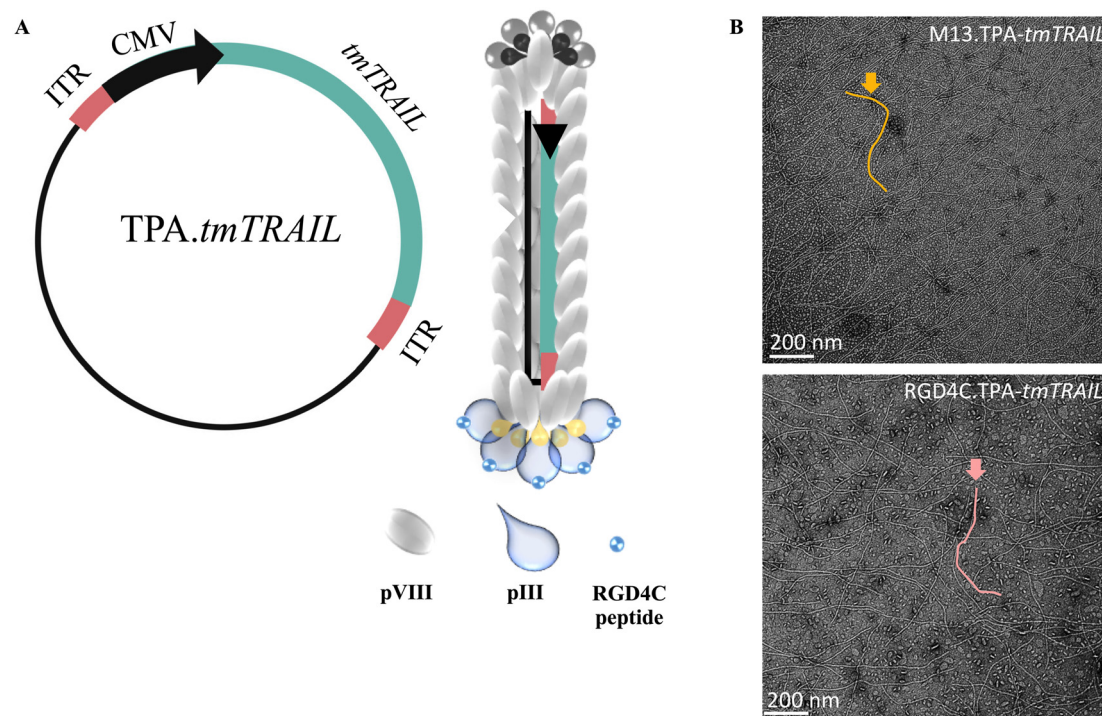 A
CMV
ITR
tmTRAIL
ITR
TPA.tmTRAIL
pVIII
pIII
RGD4C
peptide
B
M13.TPA-tmTRAIL
200 nm
RGD4C.TPA-tmTRAIL
200 nm